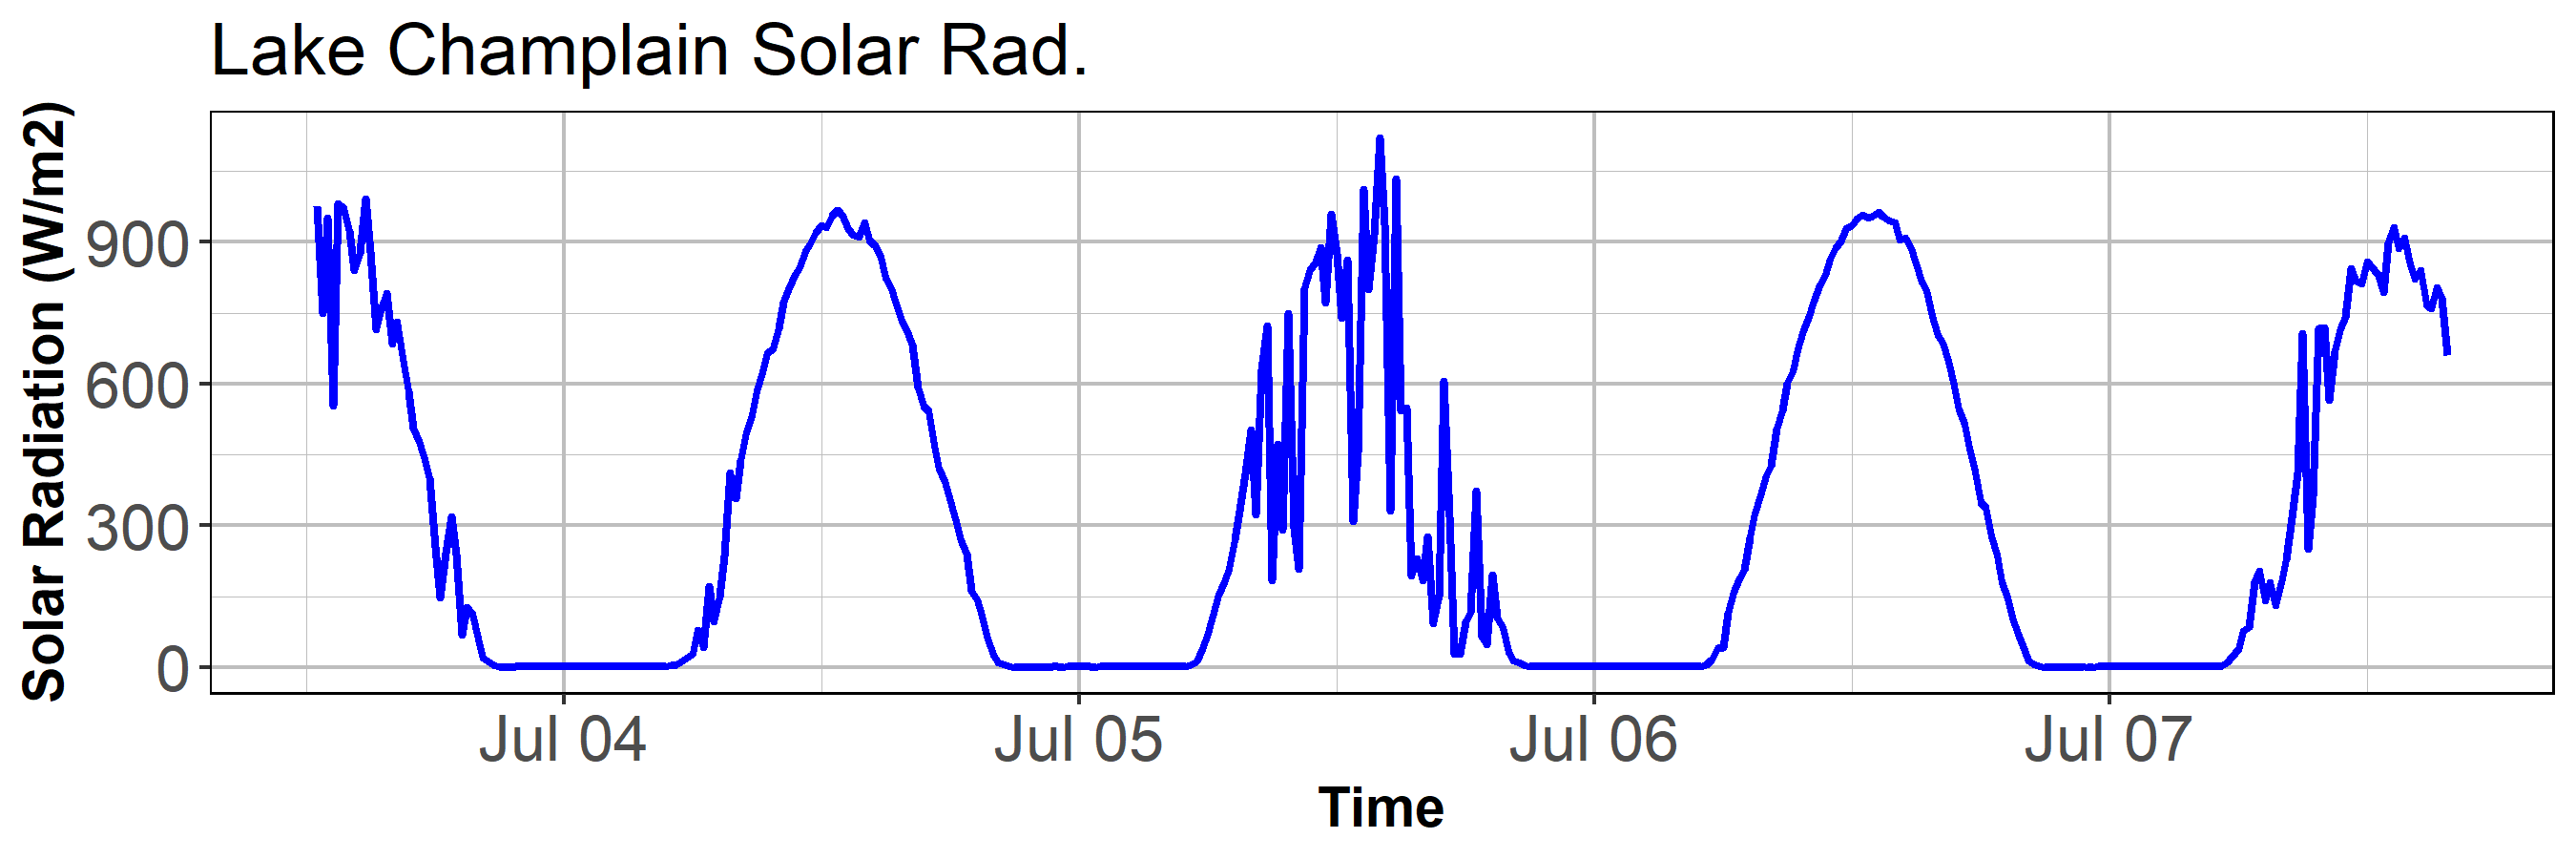 Lake Champlain Solar Rad.
Solar Radiation (W/m2)
900
600
300
0
Jul 04 Jul 05 Jul 06 Jul 07
Time